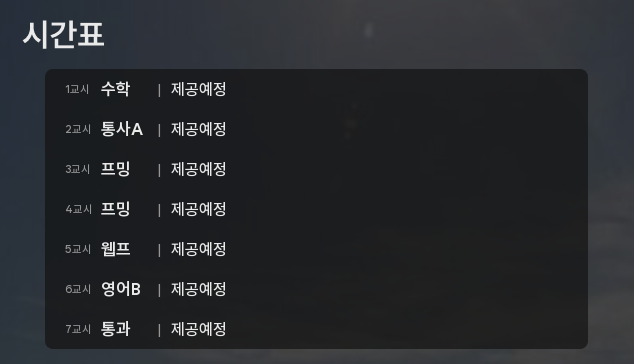 시간표
1교시 수학 | 제공예정
2교시 통사A | 제공예정
3교시 프밍 | 제공예정
4교시 프밍 | 제공예정
5교시 웹프 | 제공예정
6교시 영어B | 제공예정
7교시 통과 | 제공예정